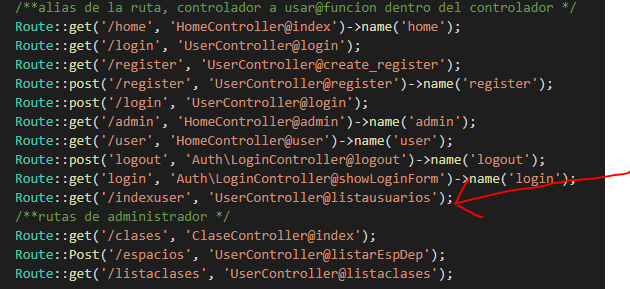 /**alias de la ruta, controlador a usar@funcion dentro del controlador */
Route::get('/home', 'HomeController@index')->name('home');
Route::get('/login', 'UserController@login');
Route::get('/register', 'UserController@create_register');
Route::post('/register', 'UserController@register')->name('register');
Route::post('/login', 'UserController@login');
Route::get('/admin', 'HomeController@admin')->name('admin');
Route::get('/user', 'HomeController@user')->name('user');
Route::post('logout', 'Auth\LoginController@logout')->name('logout');
Route::get('login', 'Auth\LoginController@showLoginForm')->name('login');
Route::get('/indexuser', 'UserController@listausuarios');
/**rutas de administrador */
Route::get('/clases', 'ClaseController@index');
Route::Post('/espacios', 'UserController@listarEspDep');
Route::get('/listaclases', 'UserController@listaclases');